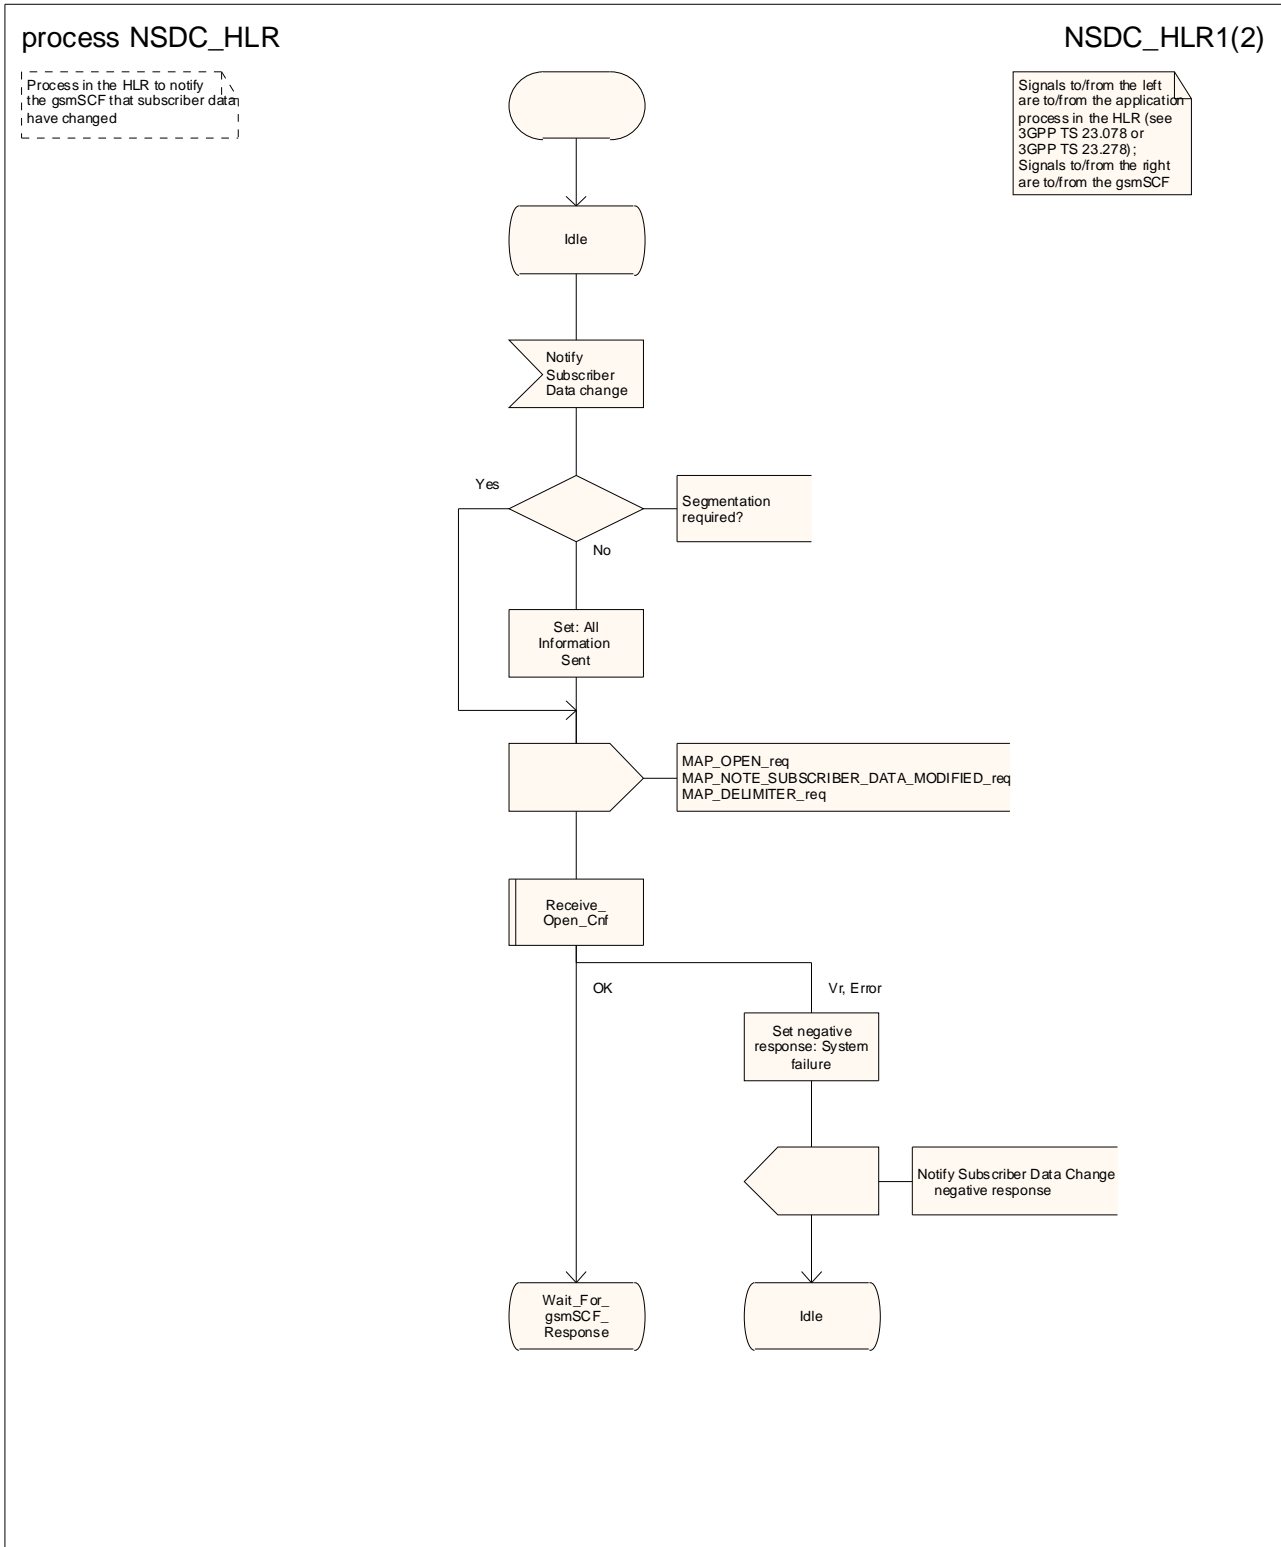 process NSDC_HLR
NSDC_HLR1(2)
Process in the HLR to notify
the gsmSCF that subscriber data
have changed
Signals to/from the left
are to/from the application
process in the HLR (see
3GPP TS 23.078 or
3GPP TS 23.278);
Signals to/from the right
are to/from the gsmSCF
Idle
Notify
Subscriber
Data change
Yes
Segmentation
required?
No
Set: All
Information
Sent
MAP_OPEN_req
MAP_NOTE_SUBSCRIBER_DATA_MODIFIED_req
MAP_DELIMITER_req
Receive_
Open_Cnf
OK
Vr, Error
Set negative
response: System
failure
Notify Subscriber Data Change
negative response
Wait_For_
gsmSCF_
Response
Idle